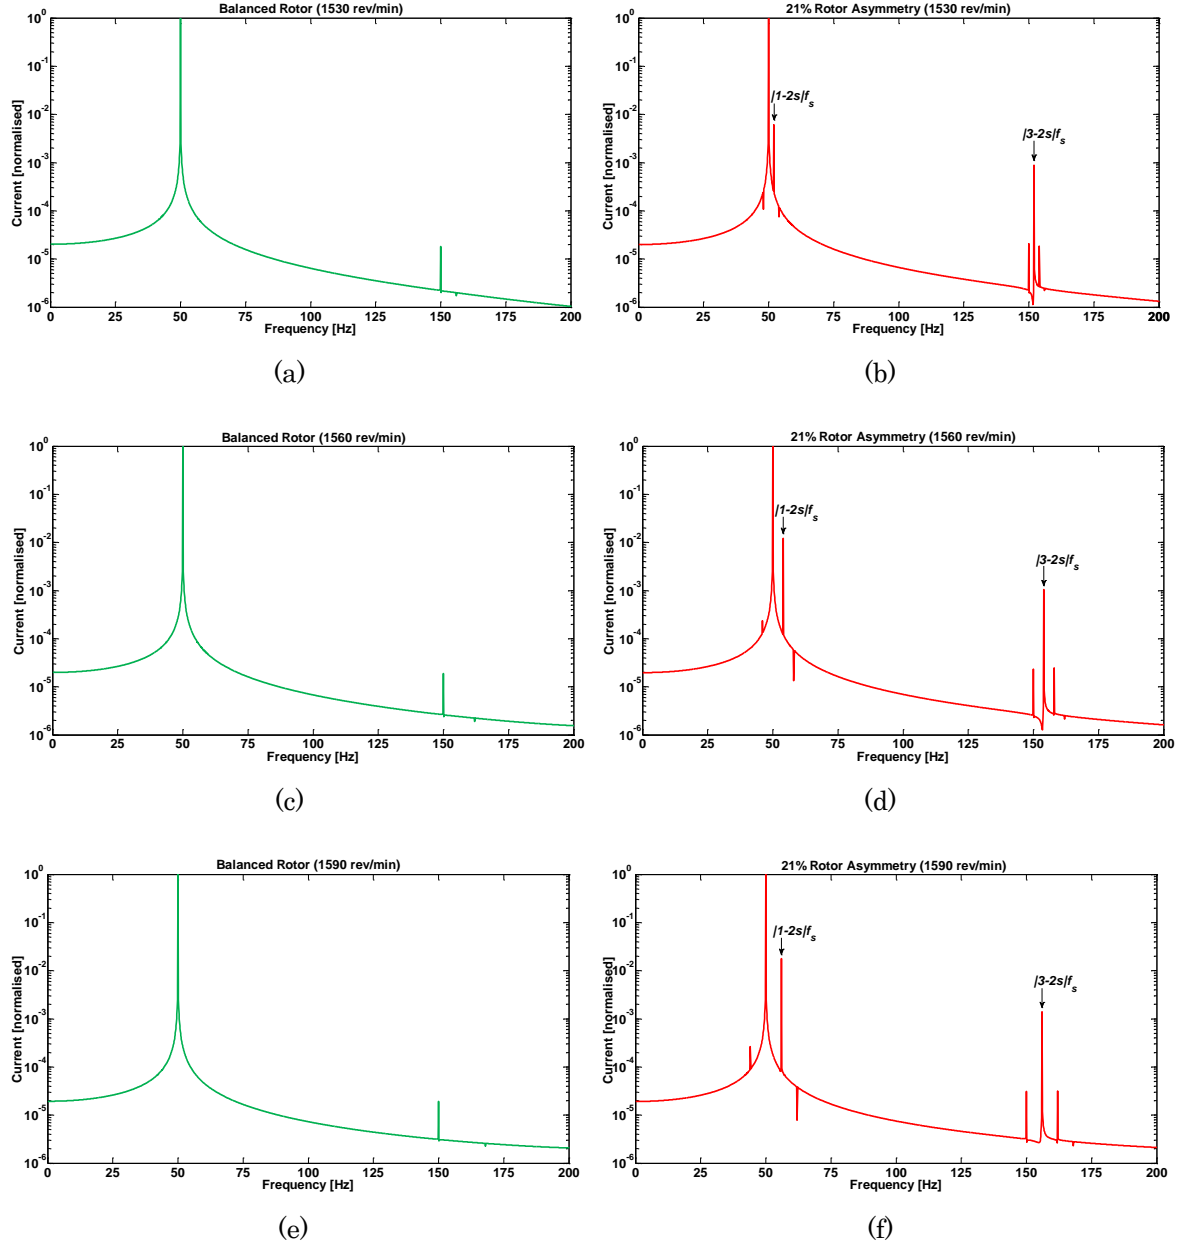 Balanced Rotor (1530 rev/min)
Current [normalised]
10^0
10^-1
10^-2
10^-3
10^-4
10^-5
10^-6
0 25 50 75 100 125 150 175 200
Frequency [Hz]
(a)
21% Rotor Asymmetry (1530 rev/min)
Current [normalised]
10^0
10^-1
10^-2
10^-3
10^-4
10^-5
10^-6
|1-2s|f_s
|3-2s|f_s
0 25 50 75 100 125 150 175 200
Frequency [Hz]
(b)
Balanced Rotor (1560 rev/min)
Current [normalised]
10^0
10^-1
10^-2
10^-3
10^-4
10^-5
10^-6
0 25 50 75 100 125 150 175 200
Frequency [Hz]
(c)
21% Rotor Asymmetry (1560 rev/min)
Current [normalised]
10^0
10^-1
10^-2
10^-3
10^-4
10^-5
10^-6
|1-2s|f_s
|3-2s|f_s
0 25 50 75 100 125 150 175 200
Frequency [Hz]
(d)
Balanced Rotor (1590 rev/min)
Current [normalised]
10^0
10^-1
10^-2
10^-3
10^-4
10^-5
10^-6
0 25 50 75 100 125 150 175 200
Frequency [Hz]
(e)
21% Rotor Asymmetry (1590 rev/min)
Current [normalised]
10^0
10^-1
10^-2
10^-3
10^-4
10^-5
10^-6
|1-2s|f_s
|3-2s|f_s
0 25 50 75 100 125 150 175 200
Frequency [Hz]
(f)